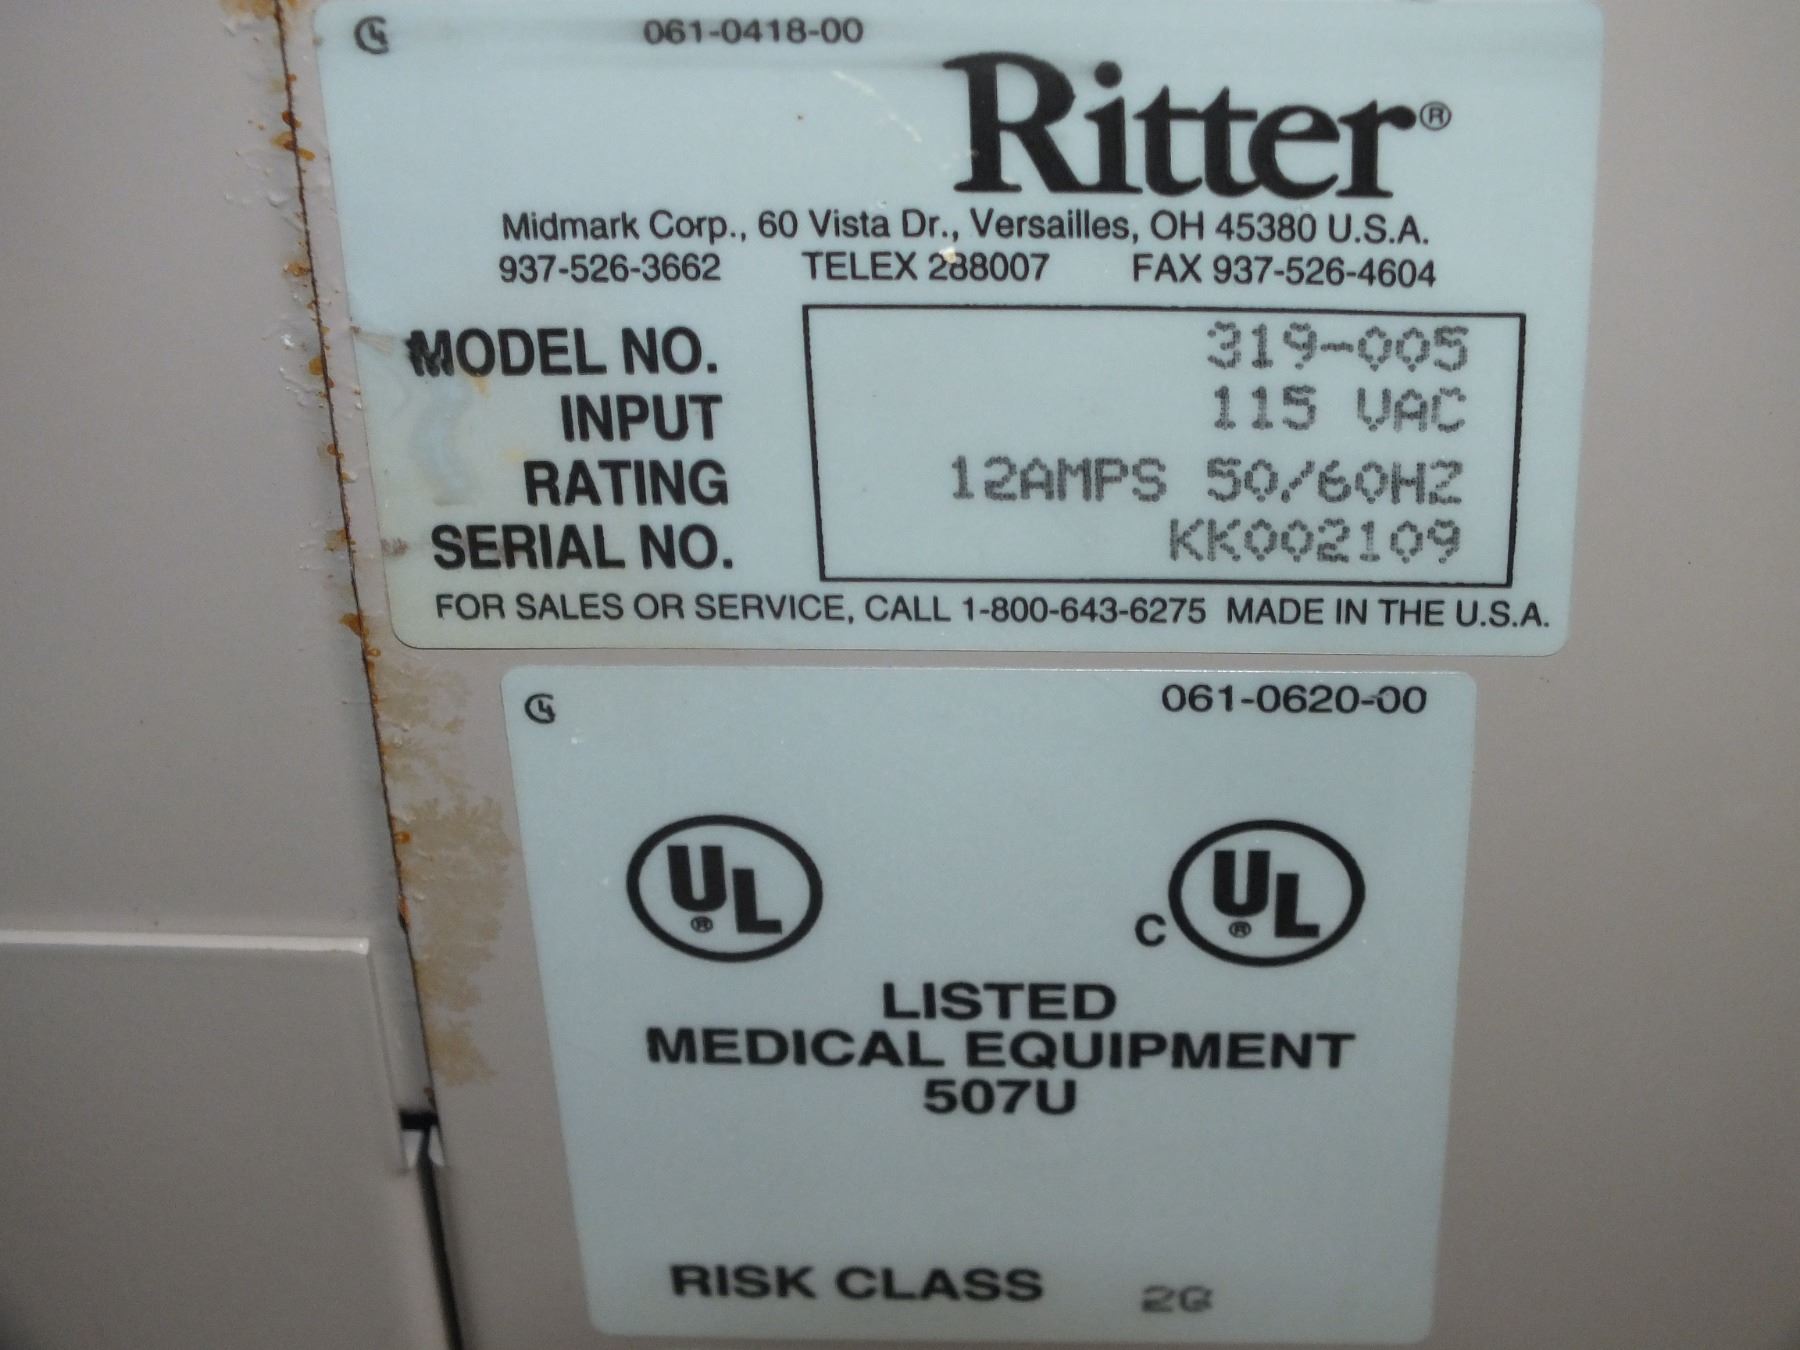 061-0418-00
Ritter®
Midmark Corp., 60 Vista Dr., Versailles, OH 45380 U.S.A.
937-526-3662 TELEX 288007 FAX 937-526-4604
MODEL NO. 319-005
INPUT 115 VAC
RATING 12AMPS 50/60HZ
SERIAL NO. KK002109
FOR SALES OR SERVICE, CALL 1-800-643-6275 MADE IN THE U.S.A.
061-0620-00
UL® C UL®
LISTED
MEDICAL EQUIPMENT
507U
RISK CLASS 2G